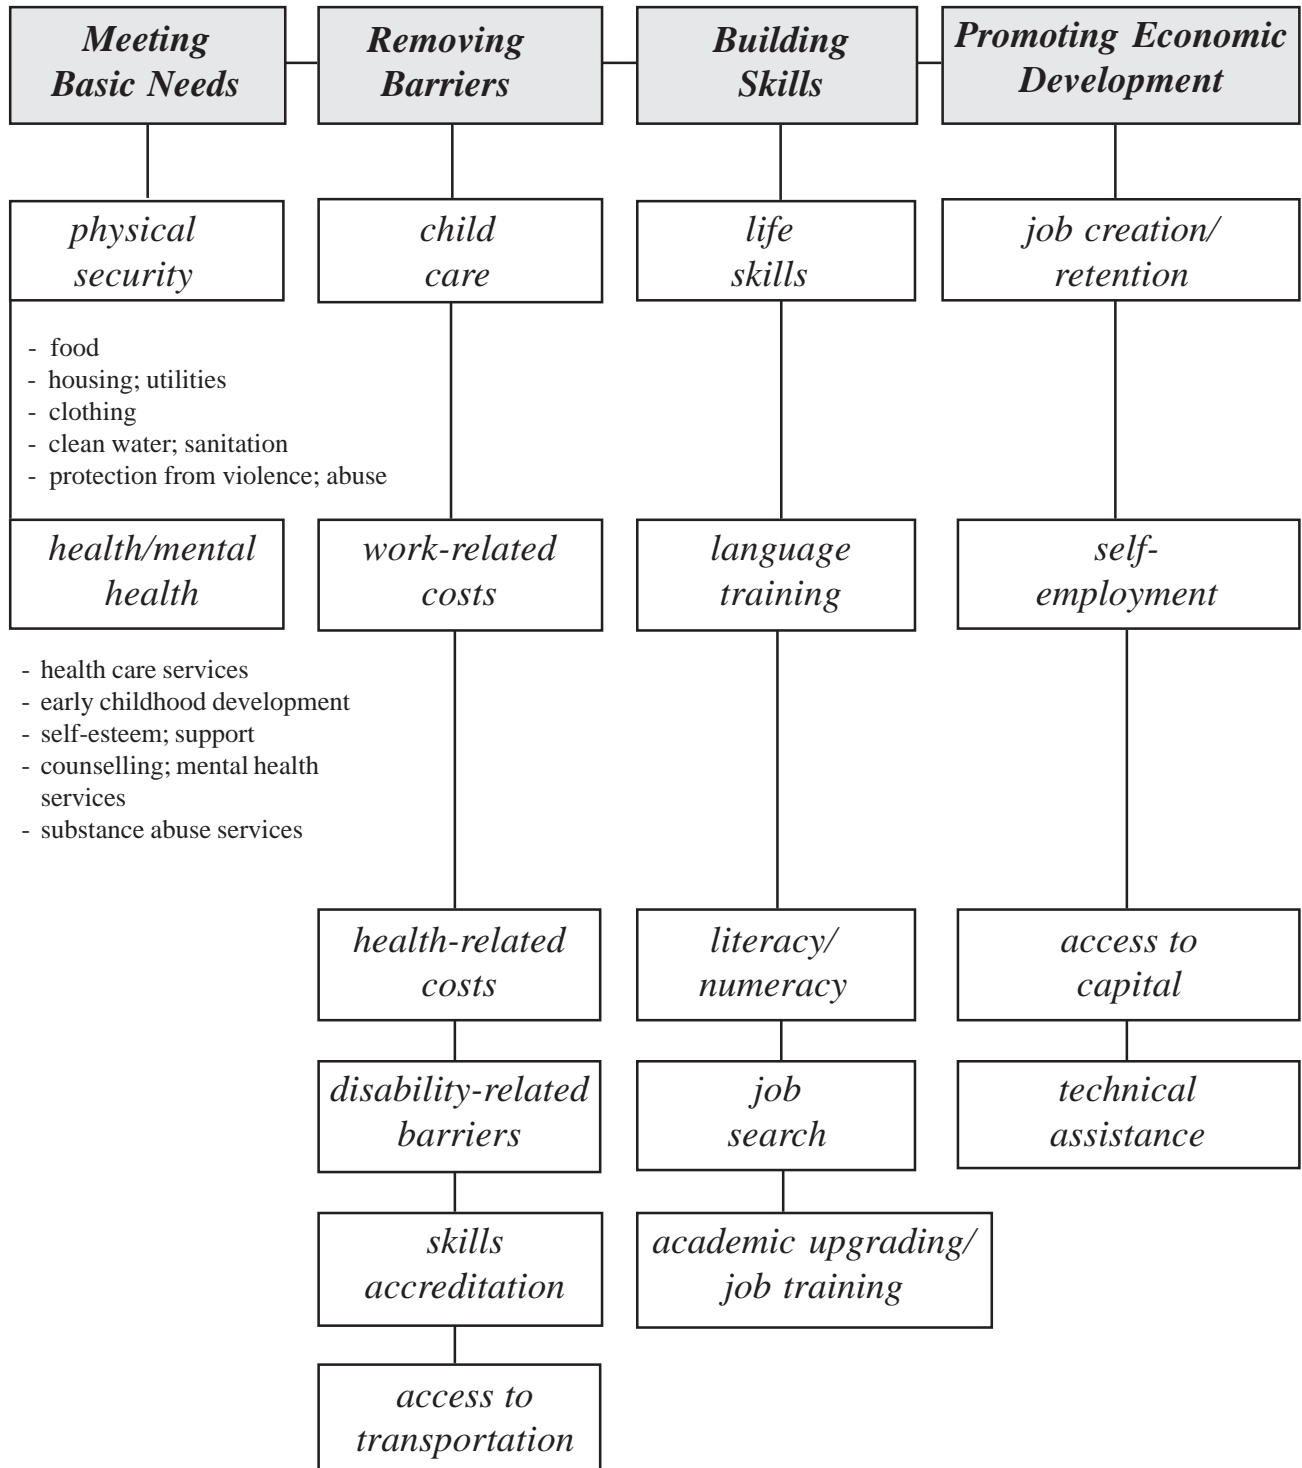 Meeting
Basic Needs
Removing
Barriers
Building
Skills
Promoting Economic
Development
physical
security
- food
- housing; utilities
- clothing
- clean water; sanitation
- protection from violence; abuse
health/mental
health
- health care services
- early childhood development
- self-esteem; support
- counselling; mental health
services
- substance abuse services
child
care
work-related
costs
health-related
costs
disability-related
barriers
skills
accreditation
access to
transportation
life
skills
language
training
literacy/
numeracy
job
search
academic upgrading/
job training
job creation/
retention
self-
employment
access to
capital
technical
assistance